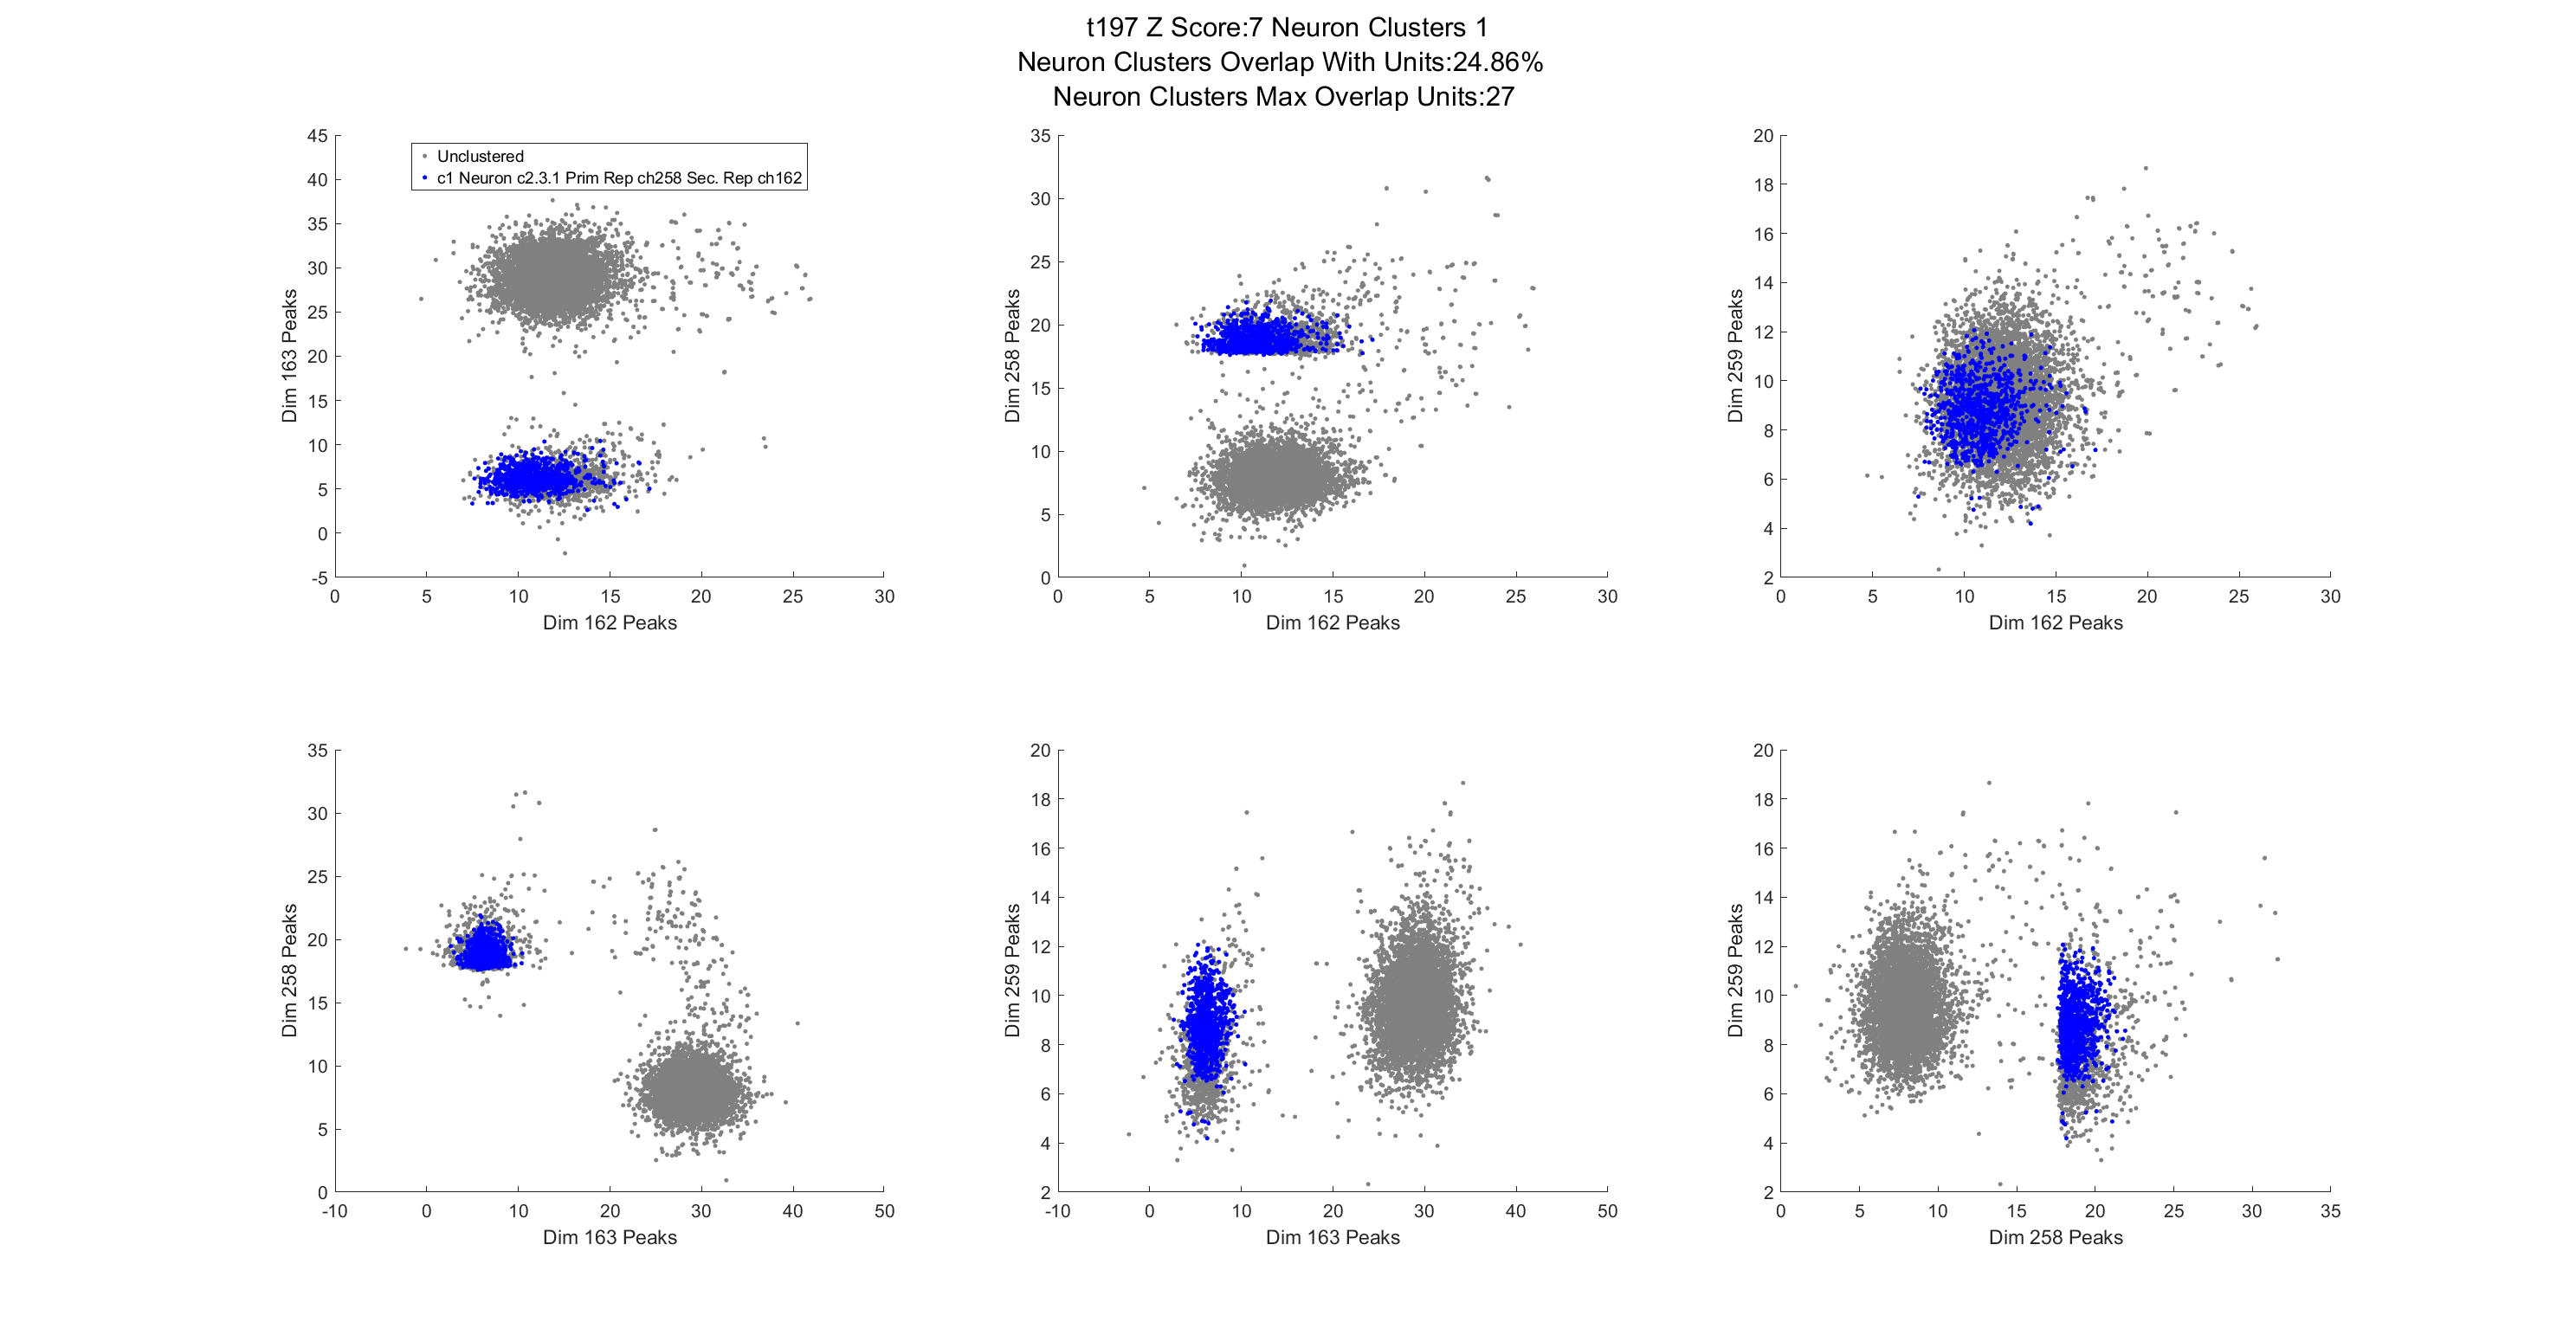 t197 Z Score:7 Neuron Clusters 1
Neuron Clusters Overlap With Units:24.86%
Neuron Clusters Max Overlap Units:27
45
40
35
30
25
20
15
10
5
0
-5
Dim 163 Peaks
Unclustered
c1 Neuron c2.3.1 Prim Rep ch258 Sec. Rep ch162
0 5 10 15 20 25 30
Dim 162 Peaks
35
30
25
20
15
10
5
0
Dim 258 Peaks
0 5 10 15 20 25 30
Dim 162 Peaks
20
18
16
14
12
10
8
6
4
2
Dim 259 Peaks
0 5 10 15 20 25 30
Dim 162 Peaks
35
30
25
20
15
10
5
0
Dim 258 Peaks
-10 0 10 20 30 40 50
Dim 163 Peaks
20
18
16
14
12
10
8
6
4
2
Dim 259 Peaks
-10 0 10 20 30 40 50
Dim 163 Peaks
20
18
16
14
12
10
8
6
4
2
Dim 259 Peaks
0 5 10 15 20 25 30 35
Dim 258 Peaks